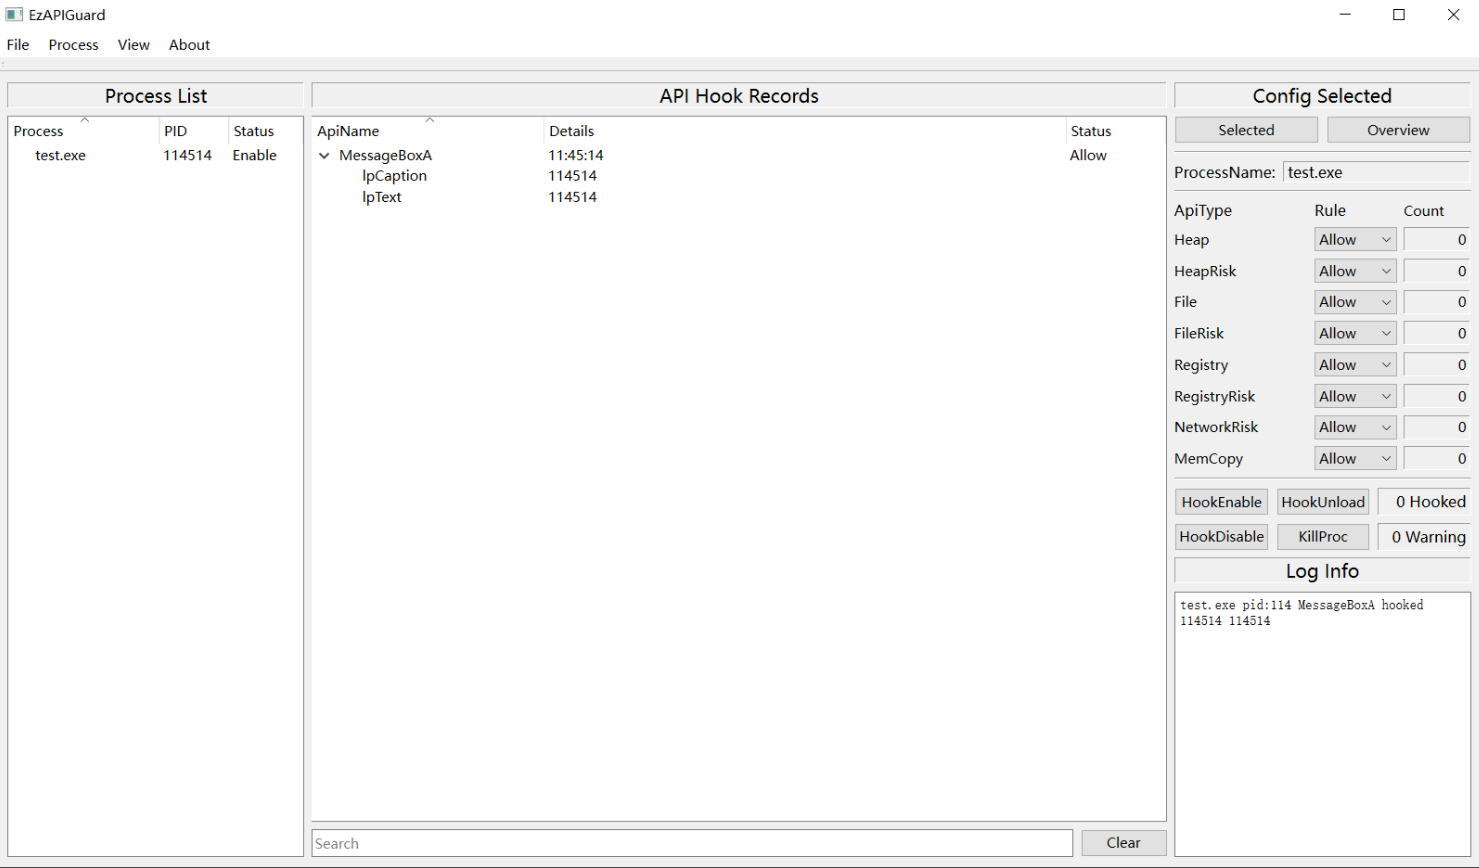 EzAPIGuard
File Process View About
Process List
Process PID Status
test.exe 114514 Enable
API Hook Records
ApiName Details Status
MessageBoxA 11:45:14 Allow
lpCaption 114514
lpText 114514
Search Clear
Config Selected
Selected Overview
ProcessName: test.exe
ApiType Rule Count
Heap Allow 0
HeapRisk Allow 0
File Allow 0
FileRisk Allow 0
Registry Allow 0
RegistryRisk Allow 0
NetworkRisk Allow 0
MemCopy Allow 0
HookEnable HookUnload 0 Hooked
HookDisable KillProc 0 Warning
Log Info
test.exe pid:114 MessageBoxA hooked
114514 114514